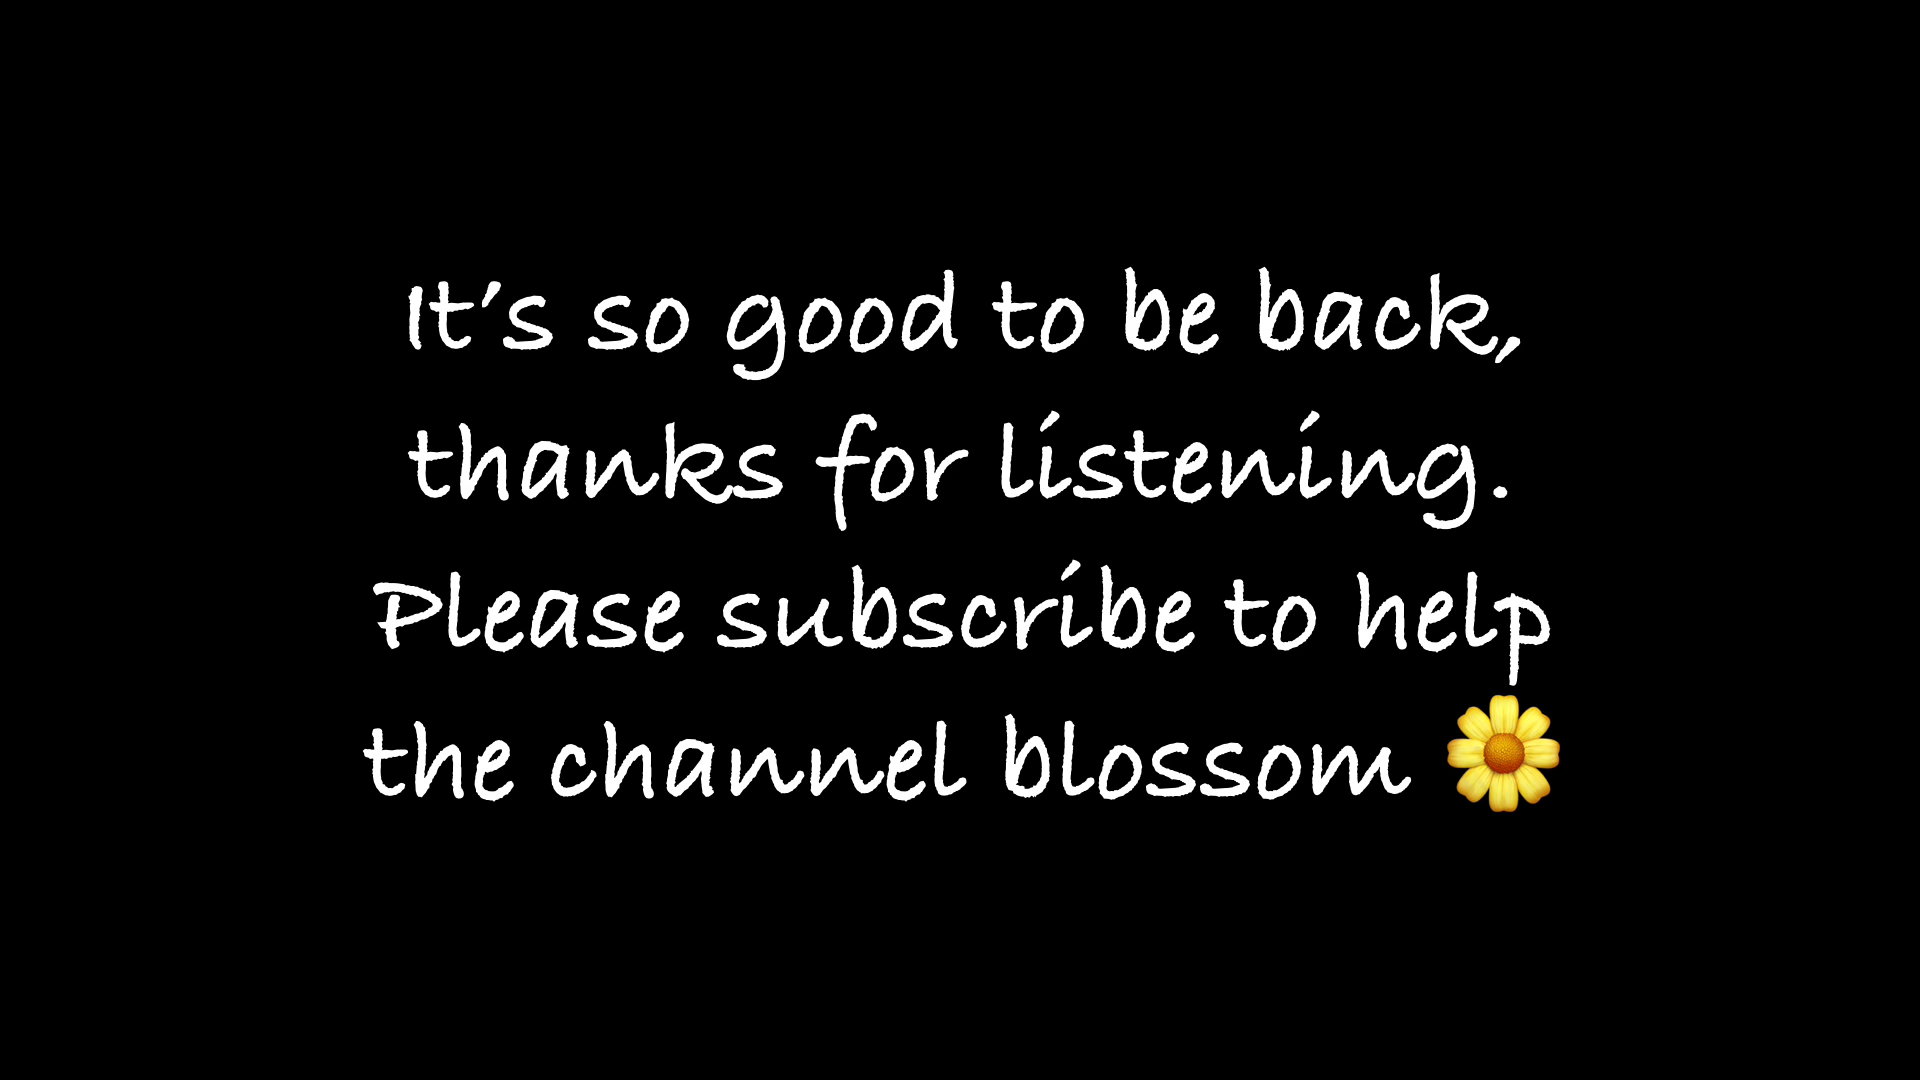 It’s so good to be back,
thanks for listening.
Please subscribe to help
the channel blossom 🌼